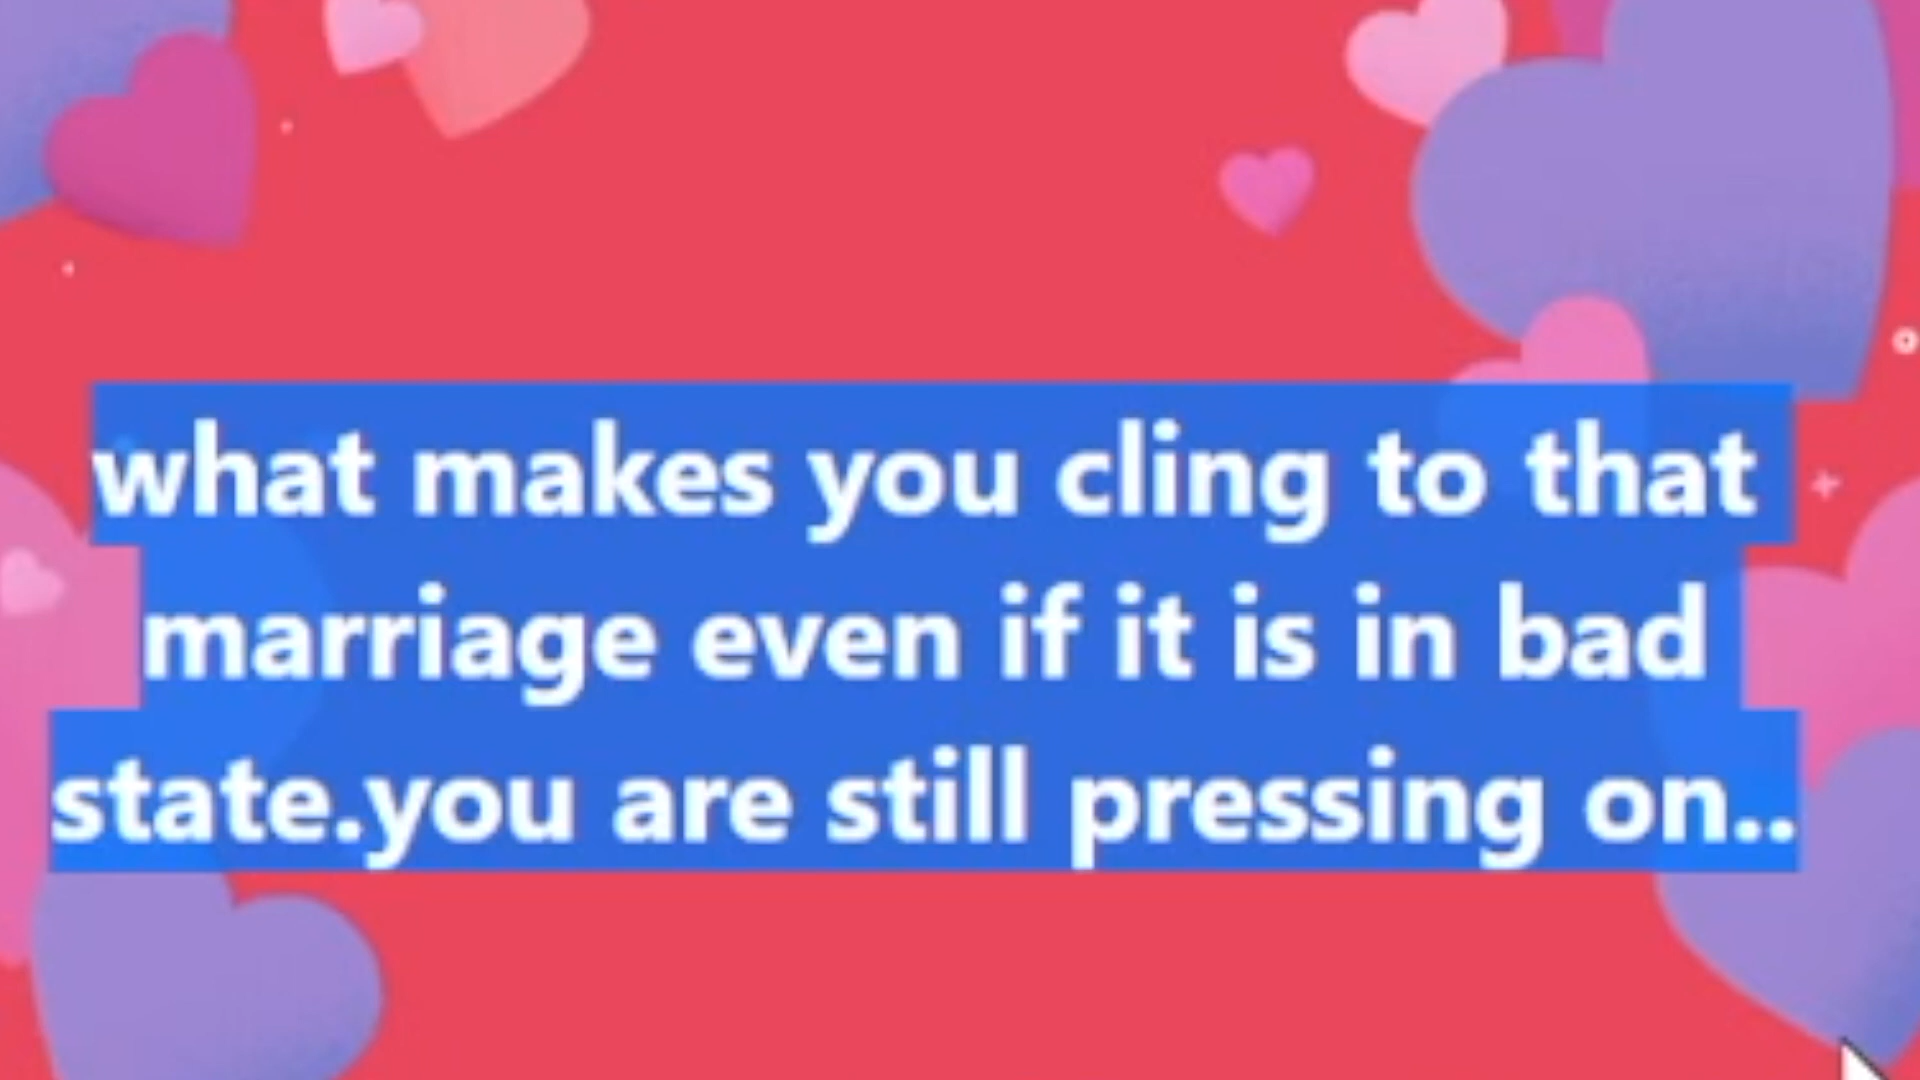 what makes you cling to that
marriage even if it is in bad
state.you are still pressing on..